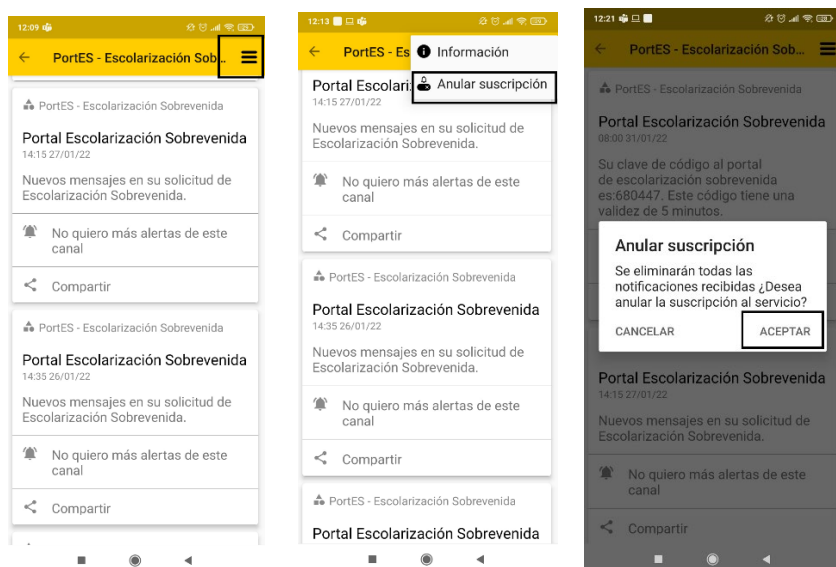 12:09
PortES - Escolarización Sob...
PortES - Escolarización Sobrevenida
Portal Escolarización Sobrevenida
14:15 27/01/22
Nuevos mensajes en su solicitud de
Escolarización Sobrevenida.
No quiero más alertas de este
canal
Compartir
PortES - Escolarización Sobrevenida
Portal Escolarización Sobrevenida
14:35 26/01/22
Nuevos mensajes en su solicitud de
Escolarización Sobrevenida.
No quiero más alertas de este
canal
Compartir
12:13
PortES - Es
Información
Anular suscripción
Portal Escolari
14:15 27/01/22
Nuevos mensajes en su solicitud de
Escolarización Sobrevenida.
No quiero más alertas de este
canal
Compartir
PortES - Escolarización Sobrevenida
Portal Escolarización Sobrevenida
14:35 26/01/22
Nuevos mensajes en su solicitud de
Escolarización Sobrevenida.
No quiero más alertas de este
canal
Compartir
PortES - Escolarización Sobrevenida
Portal Escolarización Sobrevenida
12:21
PortES - Escolarización Sob...
PortES - Escolarización Sobrevenida
Portal Escolarización Sobrevenida
08:00 31/01/22
Su clave de código al portal
de escolarización sobrevenida
es:680447. Este código tiene una
validez de 5 minutos.
Anular suscripción
Se eliminarán todas las
notificaciones recibidas ¿Desea
anular la suscripción al servicio?
CANCELAR ACEPTAR
Portal Escolarización Sobrevenida
14:15 27/01/22
Nuevos mensajes en su solicitud de
Escolarización Sobrevenida.
No quiero más alertas de este
canal
Compartir